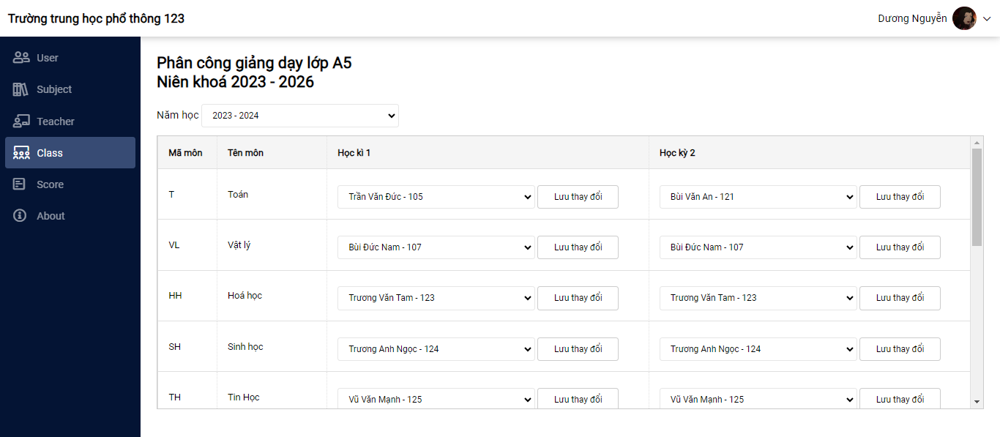 Trường trung học phổ thông 123
Dương Nguyễn
User
Subject
Teacher
Class
Score
About
Phân công giảng dạy lớp A5
Niên khoá 2023 - 2026
Năm học 2023 - 2024
Mã môn Tên môn Học kì 1 Học kỳ 2
T Toán Trần Văn Đức - 105 Lưu thay đổi Bùi Văn An - 121 Lưu thay đổi
VL Vật lý Bùi Đức Nam - 107 Lưu thay đổi Bùi Đức Nam - 107 Lưu thay đổi
HH Hoá học Trương Văn Tam - 123 Lưu thay đổi Trương Văn Tam - 123 Lưu thay đổi
SH Sinh học Trương Anh Ngọc - 124 Lưu thay đổi Trương Anh Ngọc - 124 Lưu thay đổi
TH Tin Học Vũ Văn Mạnh - 125 Lưu thay đổi Vũ Văn Mạnh - 125 Lưu thay đổi